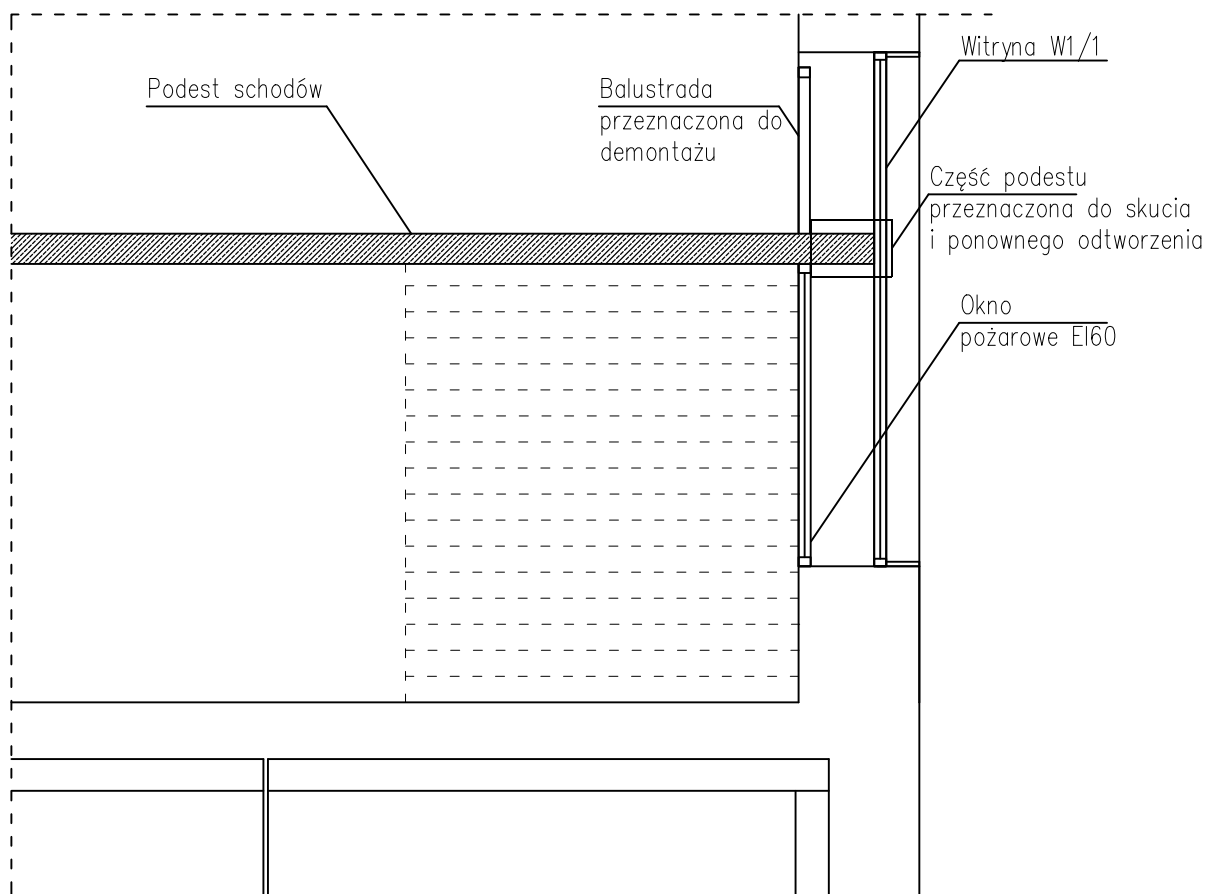 Witryna W1/1
Podest schodów
Balustrada
przeznaczona do
demontażu
Część podestu
przeznaczona do skucia
i ponownego odtworzenia
Okno
pożarowe EI60